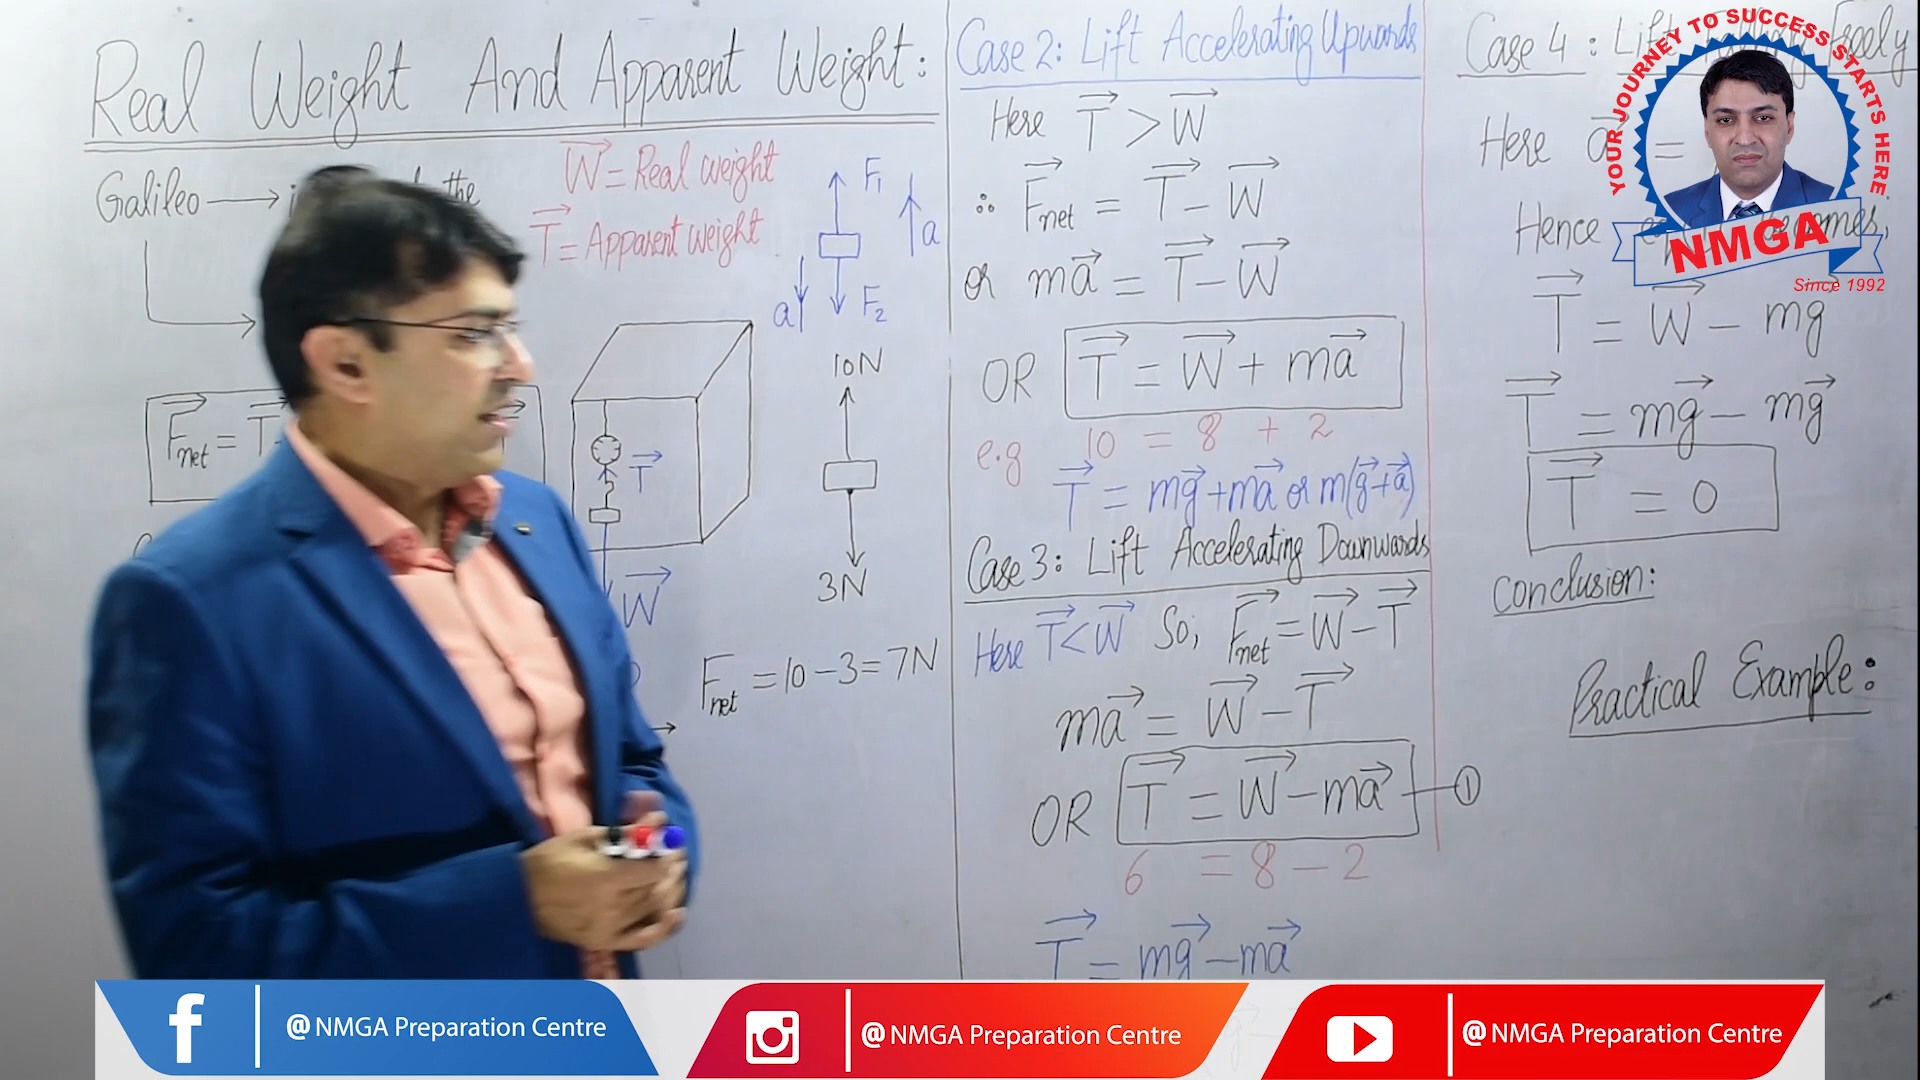 Real Weight And Apparent Weight:
Galileo → the
W = Real weight
T = Apparent weight
F₁
a
a
F₂
Fnet = T-
T
W
10N
3N
Fnet = 10 - 3 = 7N
Case 2: Lift Accelerating Upwards
Here T > W
∴ Fnet = T - W
or ma = T - W
OR T = W + ma
e.g 10 = 8 + 2
T = mg + ma or m(g+a)
Case 3: Lift Accelerating Downwards
Here T < W So, Fnet = W - T
ma = W - T
OR T = W - ma — ①
6 = 8 - 2
T = mg - ma
Case 4: Lift Freely
Here a =
Hence
T = W - mg
T = mg - mg
T = 0
Conclusion:
Practical Example:
YOUR JOURNEY TO SUCCESS STARTS HERE
NMGA
Since 1992
@NMGA Preparation Centre
@NMGA Preparation Centre
@NMGA Preparation Centre